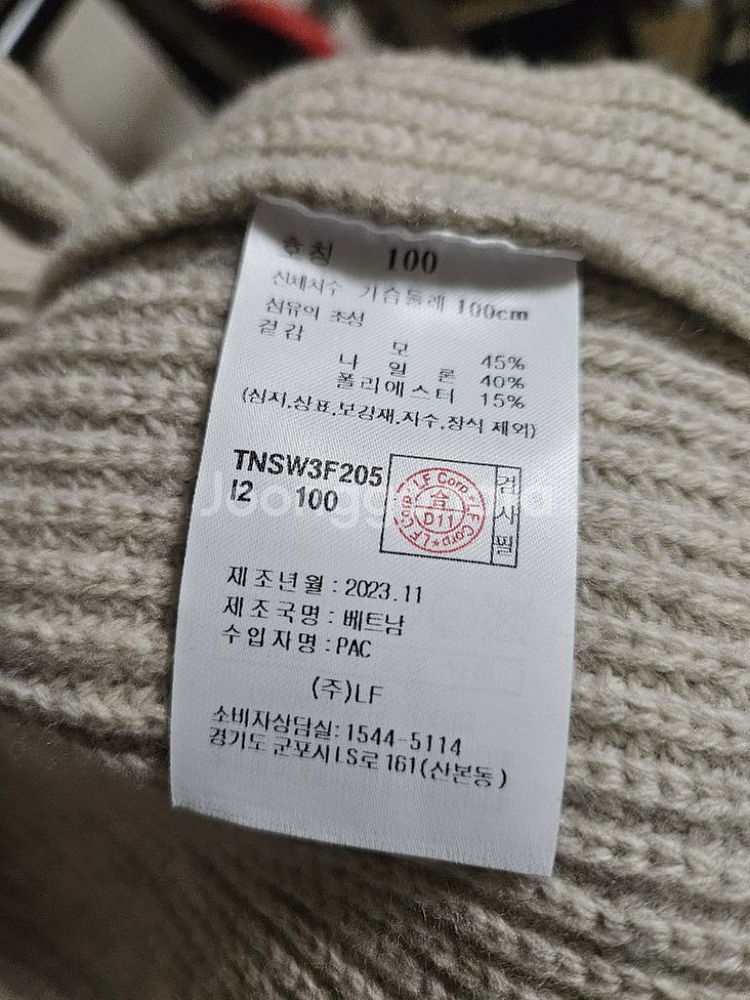 호칭 100
신체치수 가슴둘레 100cm
섬유의 조성
겉감
모 45%
나 일 론 40%
폴리에스터 15%
(심지,상표,보강재,자수,장식 제외)
TNSW3F205
I2 100
LF Corp★LF Corp★LF Corp
合
D11
검사필
제조년월 : 2023.11
제조국명 : 베트남
수입자명 : PAC
(주)LF
소비자상담실: 1544-5114
경기도 군포시LS로 161(산본동)
Joonggonara